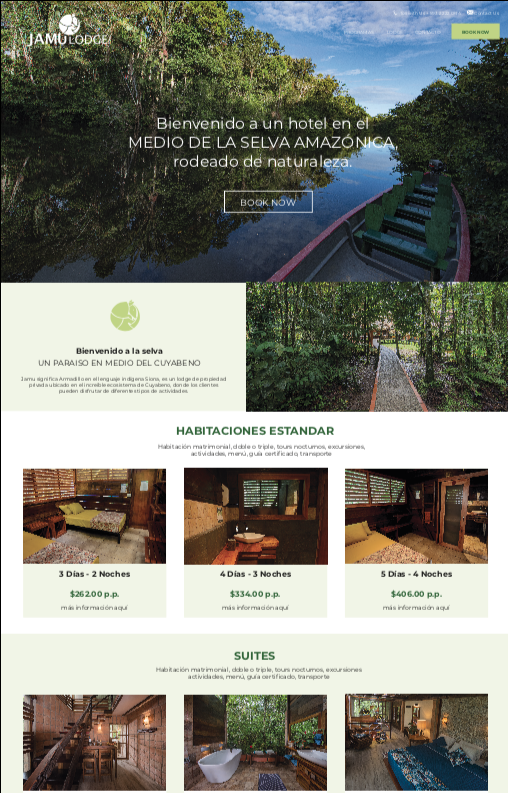 JAMU LODGE
BOOK NOW
Bienvenido a un hotel en el
MEDIO DE LA SELVA AMAZÓNICA,
rodeado de naturaleza.
BOOK NOW
Bienvenido a la selva
UN PARAISO EN MEDIO DEL CUYABENO
Jamu significa Armadillo en el lenguaje indígena Siona, es un lodge de propiedad
privada ubicado en el increíble ecosistema de Cuyabeno, donde los clientes
pueden disfrutar de diferentes tipos de actividades.
HABITACIONES ESTANDAR
Habitación matrimonial, doble o triple, tours nocturnos, excursiones,
actividades, menú, guía certificado, transporte
3 Días - 2 Noches
4 Días - 3 Noches
5 Días - 4 Noches
$262.00 p.p.
$334.00 p.p.
$406.00 p.p.
más información aquí
más información aquí
más información aquí
SUITES
Habitación matrimonial, doble o triple, tours nocturnos, excursiones
actividades, menú, guía certificado, transporte